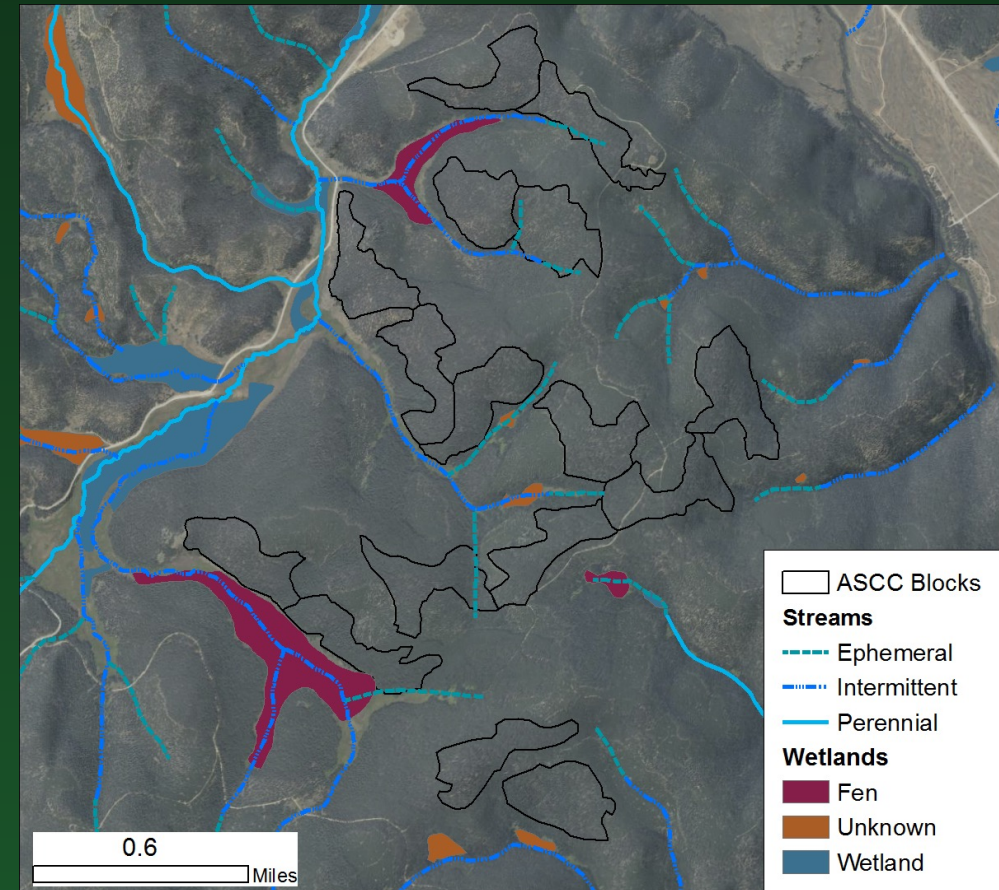 ASCC Blocks
Streams
Ephemeral
Intermittent
Perennial
Wetlands
Fen
Unknown
Wetland
0.6
Miles